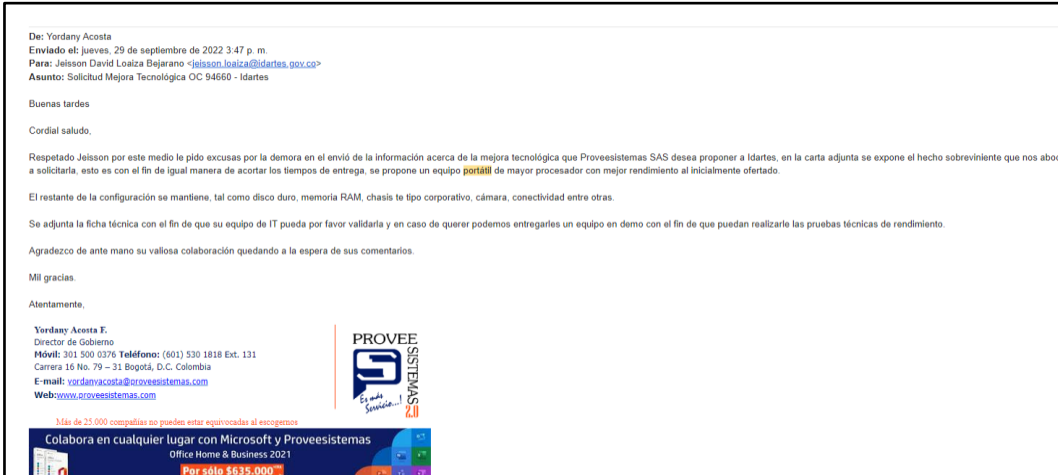 De: Yordany Acosta
Enviado el: jueves, 29 de septiembre de 2022 3:47 p. m.
Para: Jeisson David Loaiza Bejarano <jeisson.loaiza@idartes.gov.co>
Asunto: Solicitud Mejora Tecnológica OC 94660 - Idartes
Buenas tardes
Cordial saludo,
Respetado Jeisson por este medio le pido excusas por la demora en el envió de la información acerca de la mejora tecnológica que Proveesistemas SAS desea proponer a Idartes, en la carta adjunta se expone el hecho sobreviniente que nos aboc
a solicitarla, esto es con el fin de igual manera de acortar los tiempos de entrega, se propone un equipo portátil de mayor procesador con mejor rendimiento al inicialmente ofertado.
El restante de la configuración se mantiene, tal como disco duro, memoria RAM, chasis te tipo corporativo, cámara, conectividad entre otras.
Se adjunta la ficha técnica con el fin de que su equipo de IT pueda por favor validarla y en caso de querer podemos entregarles un equipo en demo con el fin de que puedan realizarle las pruebas técnicas de rendimiento.
Agradezco de ante mano su valiosa colaboración quedando a la espera de sus comentarios.
Mil gracias.
Atentamente,
Yordany Acosta F.
Director de Gobierno
Móvil: 301 500 0376 Teléfono: (601) 530 1818 Ext. 131
Carrera 16 No. 79 – 31 Bogotá, D.C. Colombia
E-mail: yordanyacosta@proveesistemas.com
Web:www.proveesistemas.com
PROVEE
SISTEMAS
2.0
Es más
Servicio...!
Más de 25.000 compañías no pueden estar equivocadas al escogernos
Colabora en cualquier lugar con Microsoft y Proveesistemas
Office Home & Business 2021
Por sólo $635.000